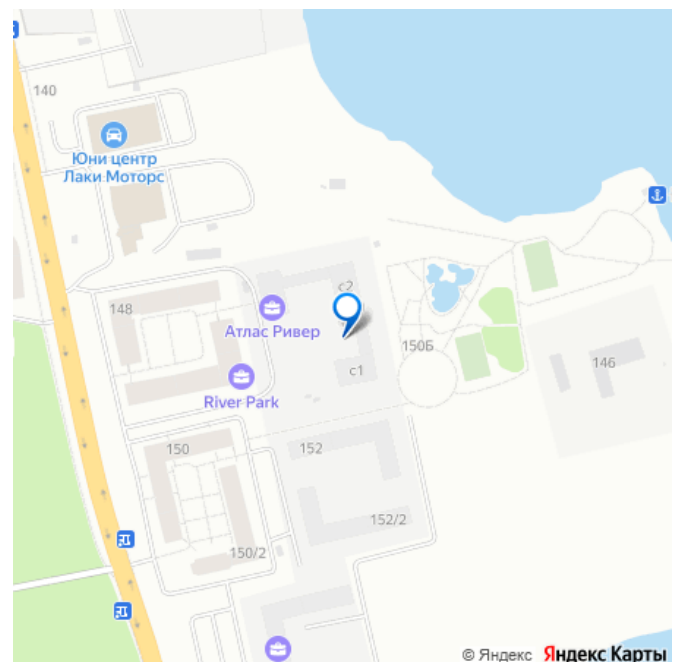 140
Юни центр
Лаки Моторс
148
с2
Атлас Ривер
150Б
146
с1
River Park
150
152
152/2
150/2
© Яндекс Яндекс Карты